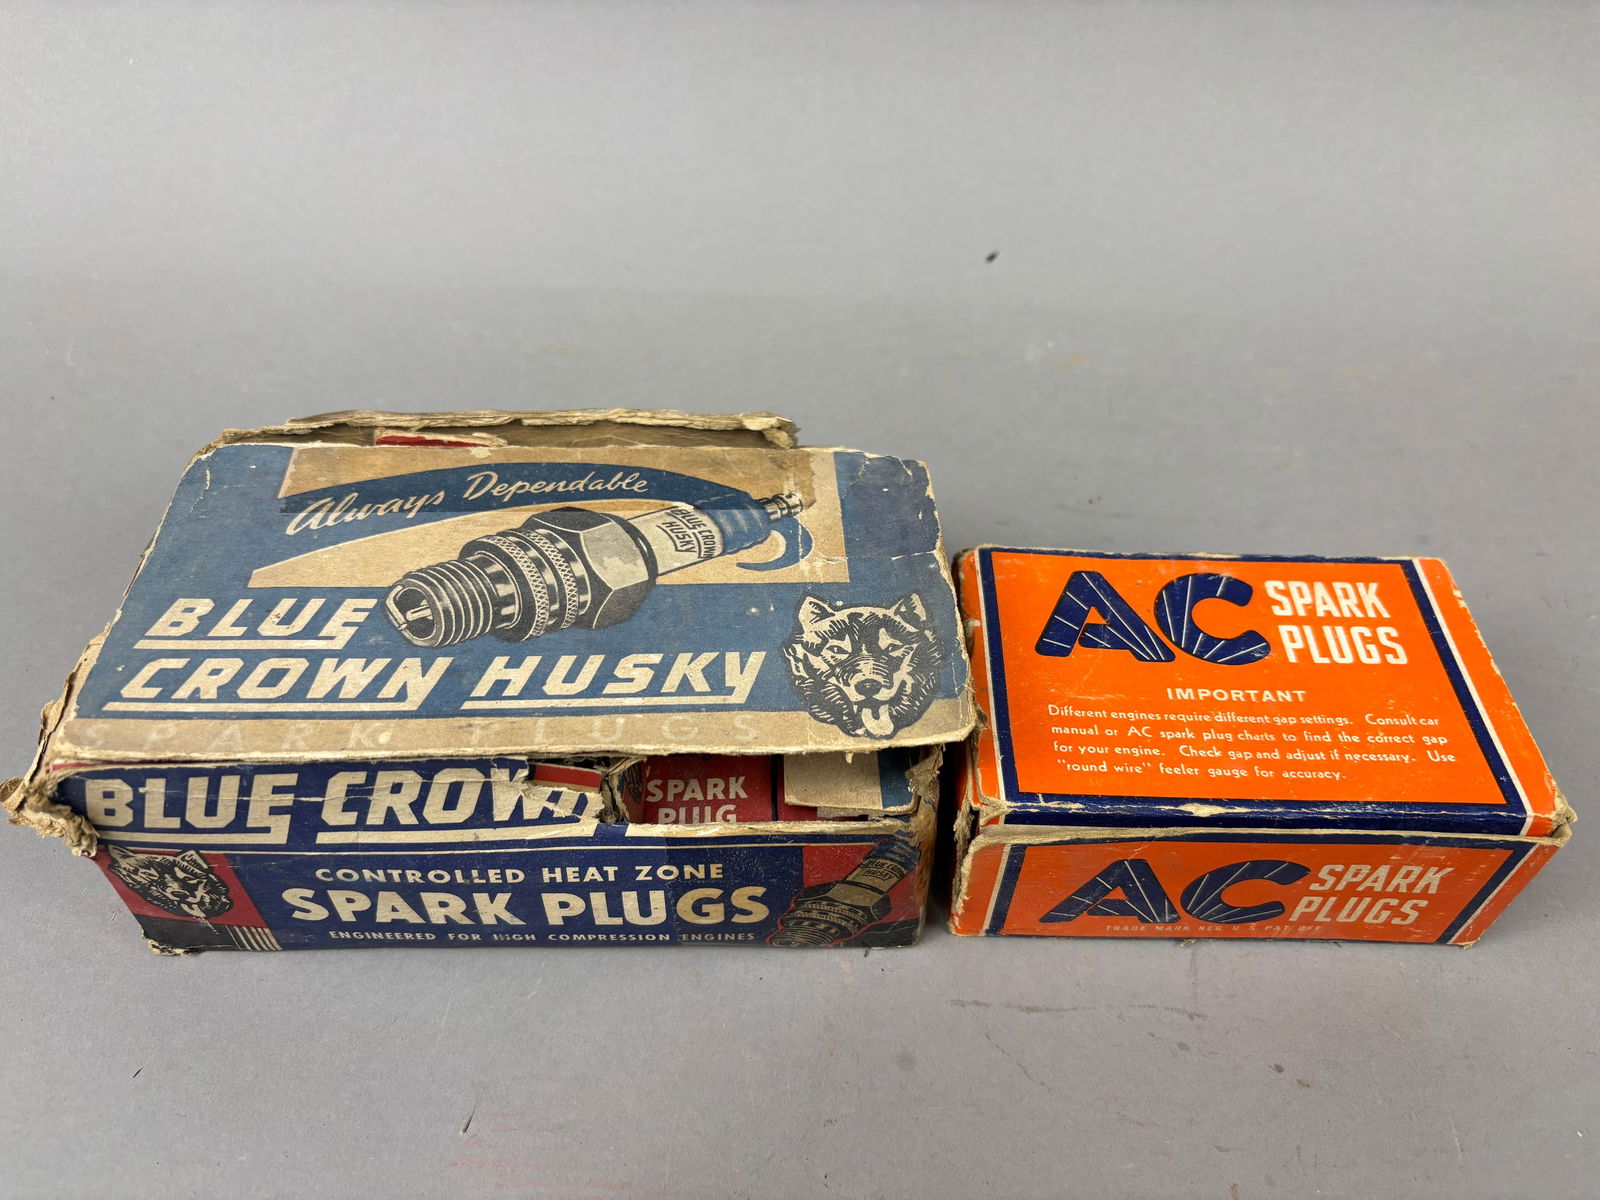 Always Dependable
BLUE CROWN
HUSKY
BLUE
CROWN HUSKY
SPARK PLUGS
BLUE CROWN
SPARK
PLUG
CONTROLLED HEAT ZONE
SPARK PLUGS
ENGINEERED FOR HIGH COMPRESSION ENGINES
BLUE CROWN
HUSKY
AC SPARK
PLUGS
IMPORTANT
Different engines require different gap settings. Consult car
manual or AC spark plug charts to find the correct gap
for your engine. Check gap and adjust if necessary. Use
"round wire" feeler gauge for accuracy.
AC SPARK
PLUGS
TRADE MARK REG. U.S. PAT. OFF.